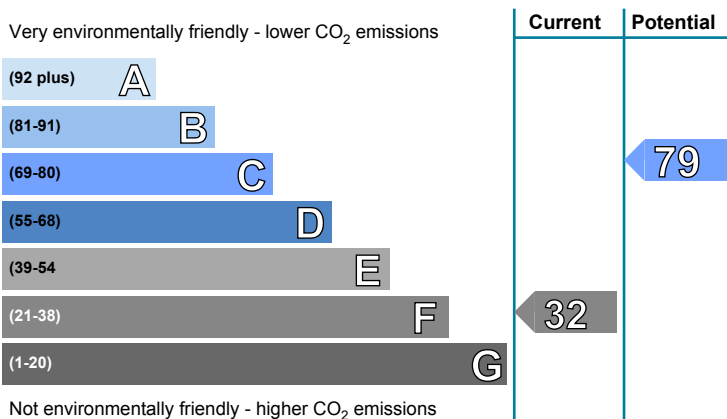 Current Potential
Very environmentally friendly - lower CO2 emissions
(92 plus) A
(81-91) B
(69-80) C
79
(55-68) D
(39-54 E
(21-38) F
32
(1-20) G
Not environmentally friendly - higher CO2 emissions